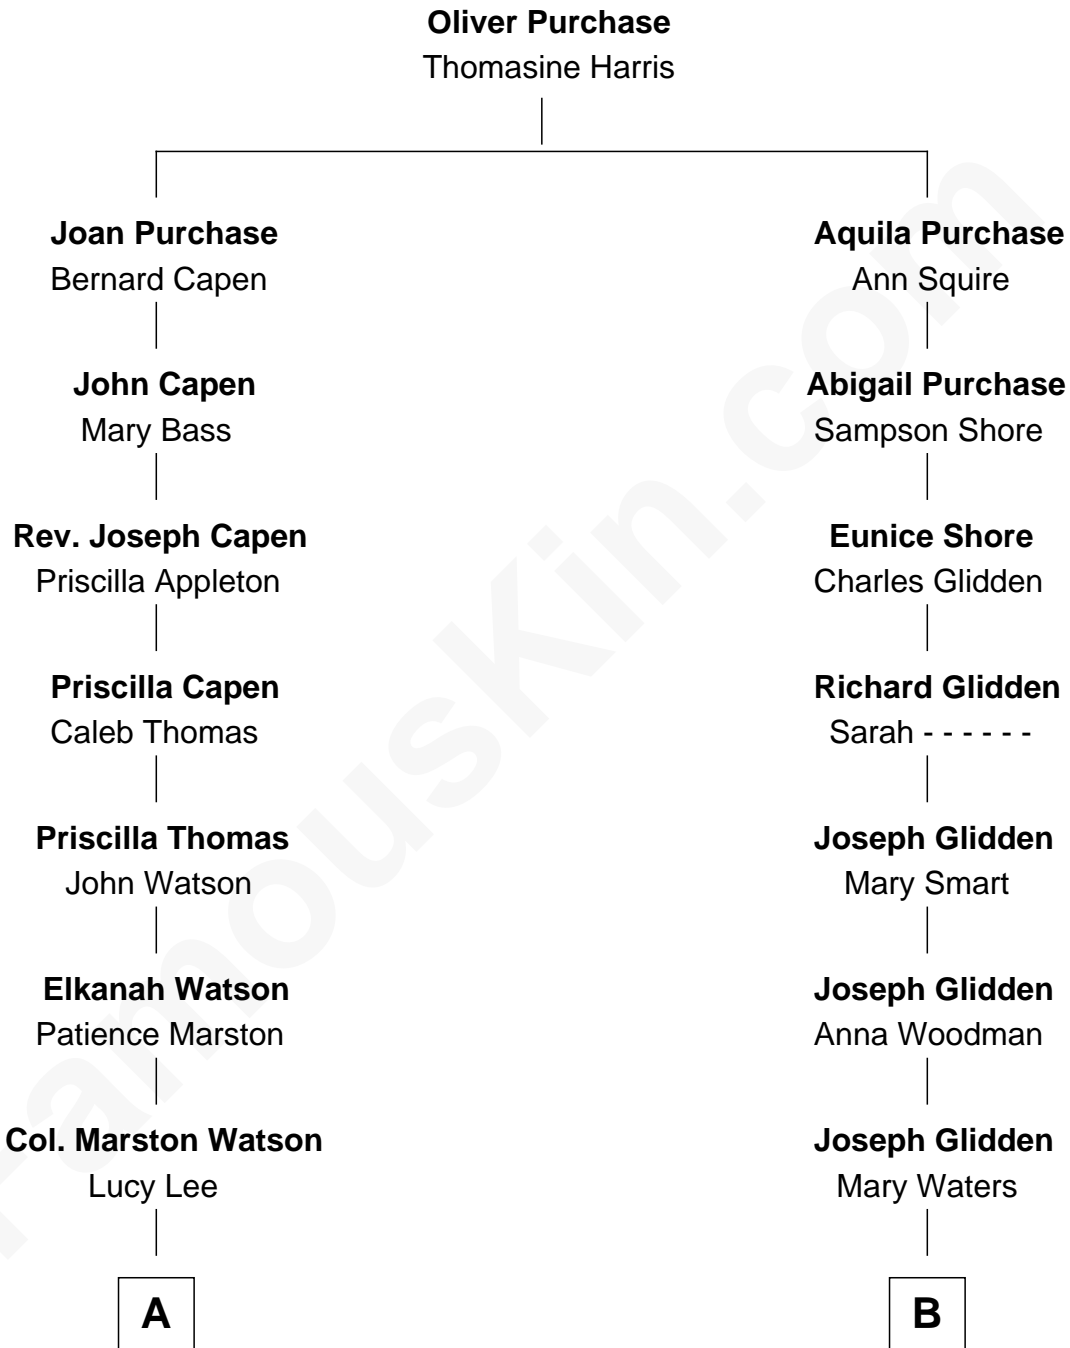 Oliver Purchase
Thomasine Harris
Joan Purchase
Bernard Capen
John Capen
Mary Bass
Rev. Joseph Capen
Priscilla Appleton
Priscilla Capen
Caleb Thomas
Priscilla Thomas
John Watson
Elkanah Watson
Patience Marston
Col. Marston Watson
Lucy Lee
A
Aquila Purchase
Ann Squire
Abigail Purchase
Sampson Shore
Eunice Shore
Charles Glidden
Richard Glidden
Sarah - - - - - -
Joseph Glidden
Mary Smart
Joseph Glidden
Anna Woodman
Joseph Glidden
Mary Waters
B
FamousKin.com